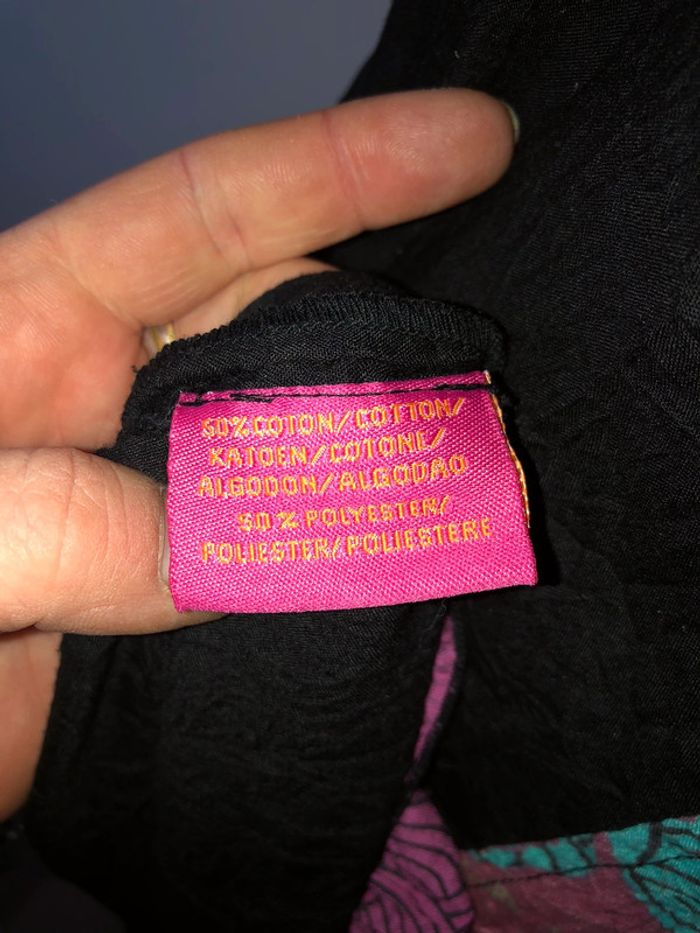 50% COTON/COTTON/
KATOEN/COTONE/
ALGODON/ALGODAO
50% POLYESTER/
POLIESTER/POLIESTERE